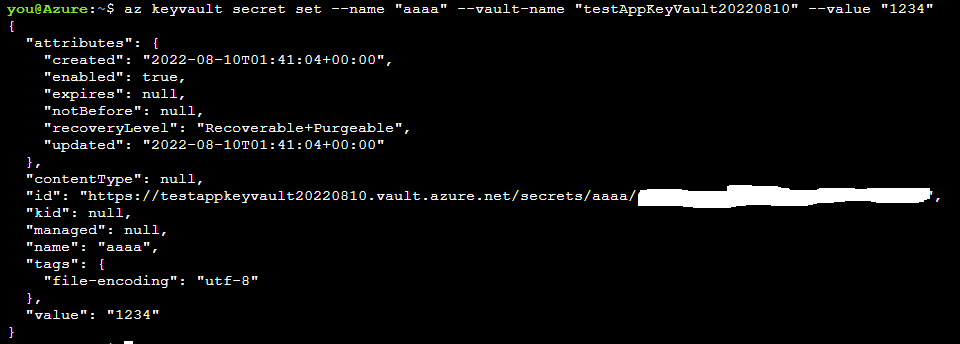 you@Azure:~$ az keyvault secret set --name "aaaa" --vault-name "testAppKeyVault20220810" --value "1234"
{
  "attributes": {
    "created": "2022-08-10T01:41:04+00:00",
    "enabled": true,
    "expires": null,
    "notBefore": null,
    "recoveryLevel": "Recoverable+Purgeable",
    "updated": "2022-08-10T01:41:04+00:00"
  },
  "contentType": null,
  "id": "https://testappkeyvault20220810.vault.azure.net/secrets/aaaa/",
  "kid": null,
  "managed": null,
  "name": "aaaa",
  "tags": {
    "file-encoding": "utf-8"
  },
  "value": "1234"
}